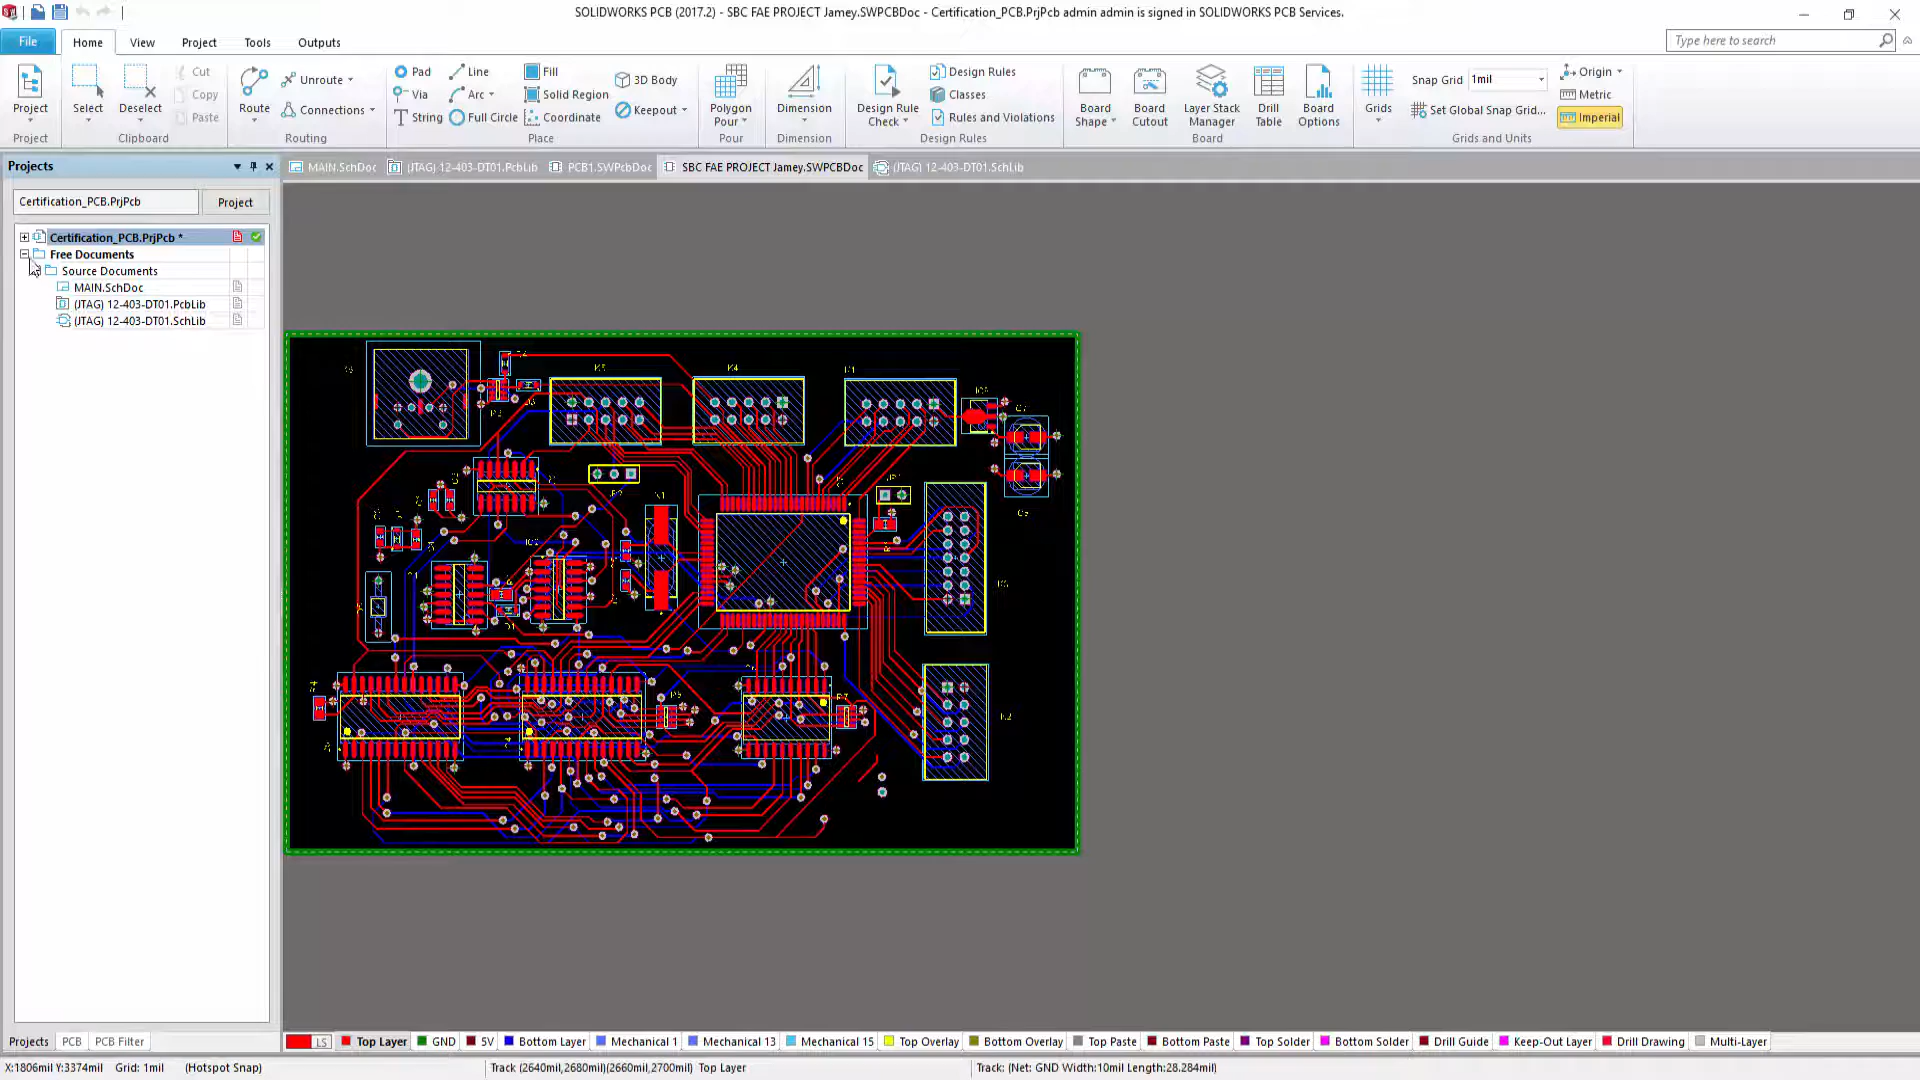 SOLIDWORKS PCB (2017.2) - SBC FAE PROJECT Jamey.SWPCBDoc - Certification_PCB.PrjPcb admin admin is signed in SOLIDWORKS PCB Services.
File Home View Project Tools Outputs
Type here to search
Project
Project
Select
Deselect
Cut
Copy
Paste
Clipboard
Route
Unroute
Connections
Routing
Pad
Via
String
Line
Arc
Full Circle
Fill
Solid Region
Coordinate
3D Body
Keepout
Place
Polygon
Pour
Pour
Dimension
Dimension
Design Rule
Check
Design Rules
Classes
Rules and Violations
Design Rules
Board
Shape
Board
Cutout
Layer Stack
Manager
Drill
Table
Board
Options
Board
Grids
Snap Grid 1mil
Set Global Snap Grid...
Origin
Metric
Imperial
Grids and Units
Projects
MAIN.SchDoc
(JTAG) 12-403-DT01.PcbLib
PCB1.SWPcbDoc
SBC FAE PROJECT Jamey.SWPCBDoc
(JTAG) 12-403-DT01.SchLib
Certification_PCB.PrjPcb
Project
Certification_PCB.PrjPcb *
Free Documents
Source Documents
MAIN.SchDoc
(JTAG) 12-403-DT01.PcbLib
(JTAG) 12-403-DT01.SchLib
K4
Projects PCB PCB Filter
LS Top Layer GND 5V Bottom Layer Mechanical 1 Mechanical 13 Mechanical 15 Top Overlay Bottom Overlay Top Paste Bottom Paste Top Solder Bottom Solder Drill Guide Keep-Out Layer Drill Drawing Multi-Layer
X:1806mil Y:3374mil Grid: 1mil (Hotspot Snap)
Track (2640mil,2680mil)(2660mil,2700mil) Top Layer
Track: (Net: GND Width:10mil Length:28.284mil)